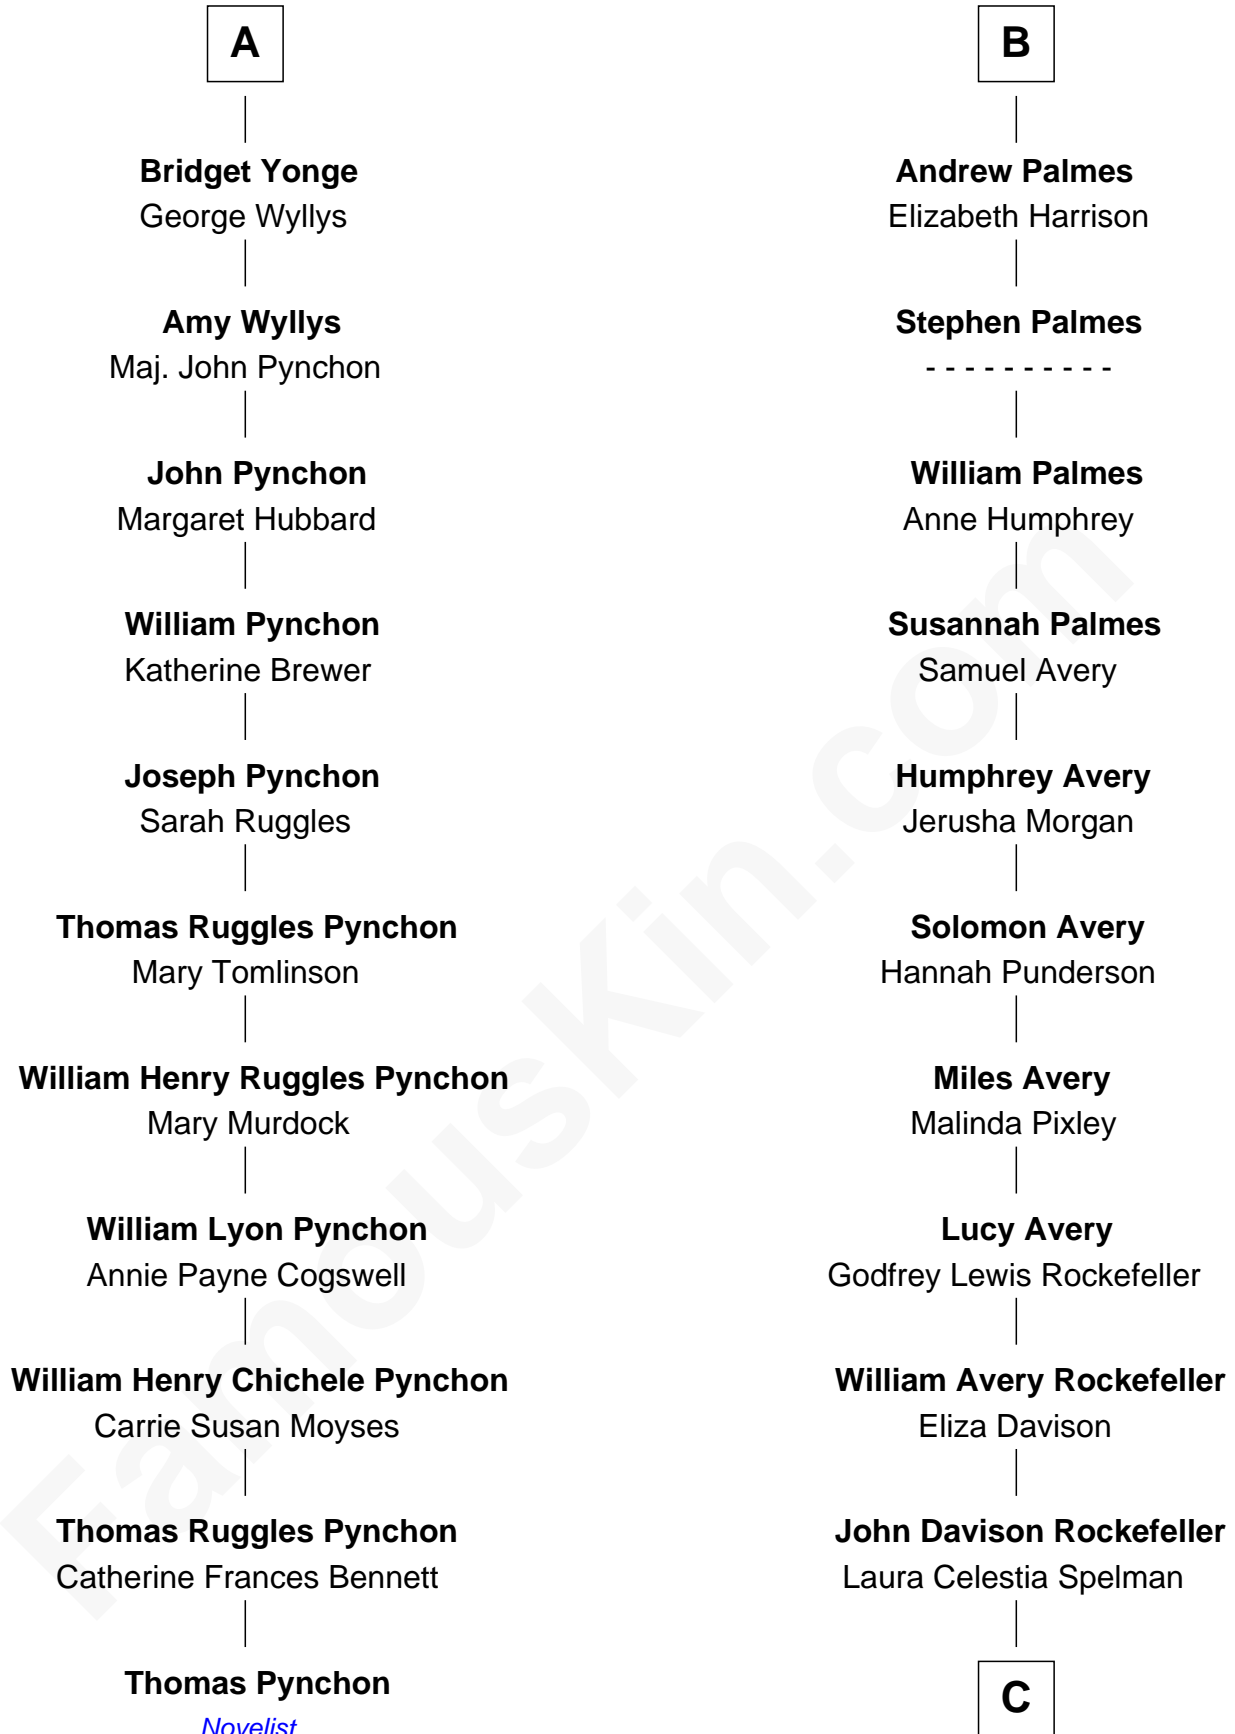 A
Bridget Yonge
George Wyllys
Amy Wyllys
Maj. John Pynchon
John Pynchon
Margaret Hubbard
William Pynchon
Katherine Brewer
Joseph Pynchon
Sarah Ruggles
Thomas Ruggles Pynchon
Mary Tomlinson
William Henry Ruggles Pynchon
Mary Murdock
William Lyon Pynchon
Annie Payne Cogswell
William Henry Chichele Pynchon
Carrie Susan Moyses
Thomas Ruggles Pynchon
Catherine Frances Bennett
Thomas Pynchon
Novelist
B
Andrew Palmes
Elizabeth Harrison
Stephen Palmes
- - - - - - - - - -
William Palmes
Anne Humphrey
Susannah Palmes
Samuel Avery
Humphrey Avery
Jerusha Morgan
Solomon Avery
Hannah Punderson
Miles Avery
Malinda Pixley
Lucy Avery
Godfrey Lewis Rockefeller
William Avery Rockefeller
Eliza Davison
John Davison Rockefeller
Laura Celestia Spelman
C
FamousKin.com